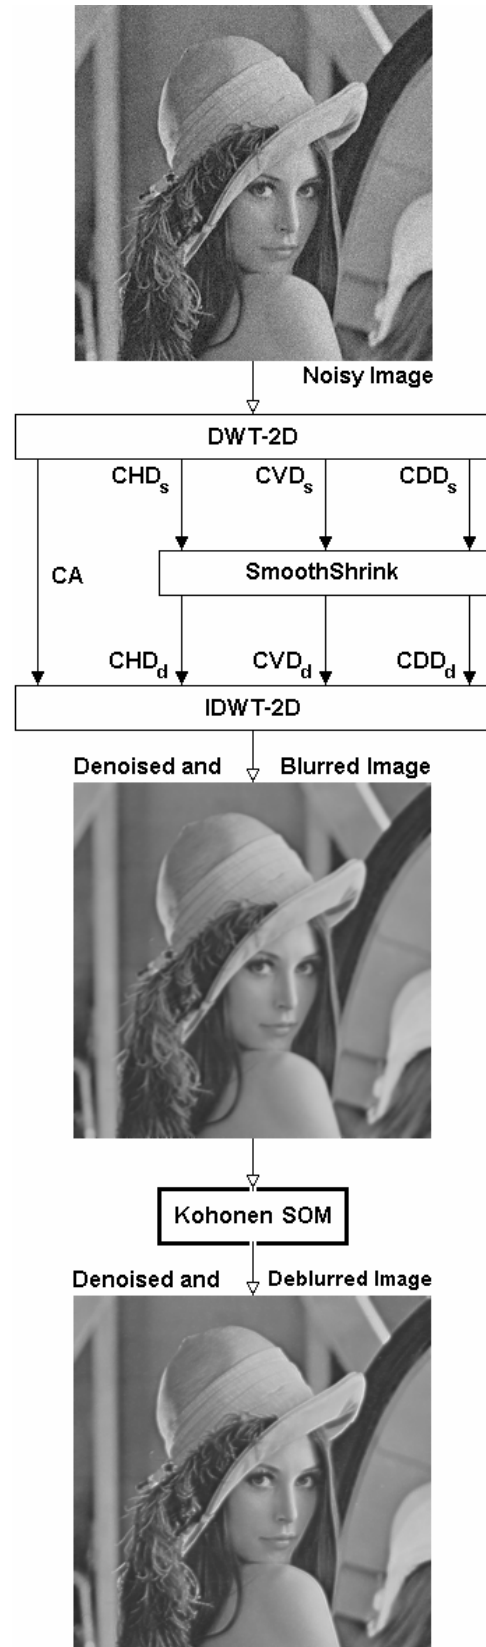 Noisy Image
DWT-2D
CHDs CVDs CDDs
CA
SmoothShrink
CHDd CVDd CDDd
IDWT-2D
Denoised and Blurred Image
Kohonen SOM
Denoised and Deblurred Image